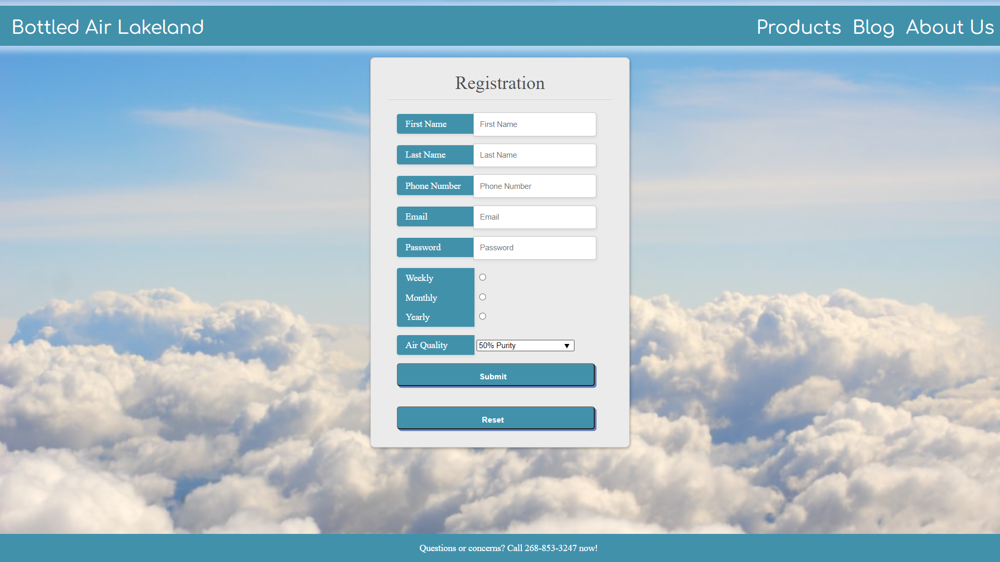 Bottled Air Lakeland Products Blog About Us
Registration
First Name First Name
Last Name Last Name
Phone Number Phone Number
Email Email
Password Password
Weekly
Monthly
Yearly
Air Quality 50% Purity
Submit
Reset
Questions or concerns? Call 268-853-3247 now!